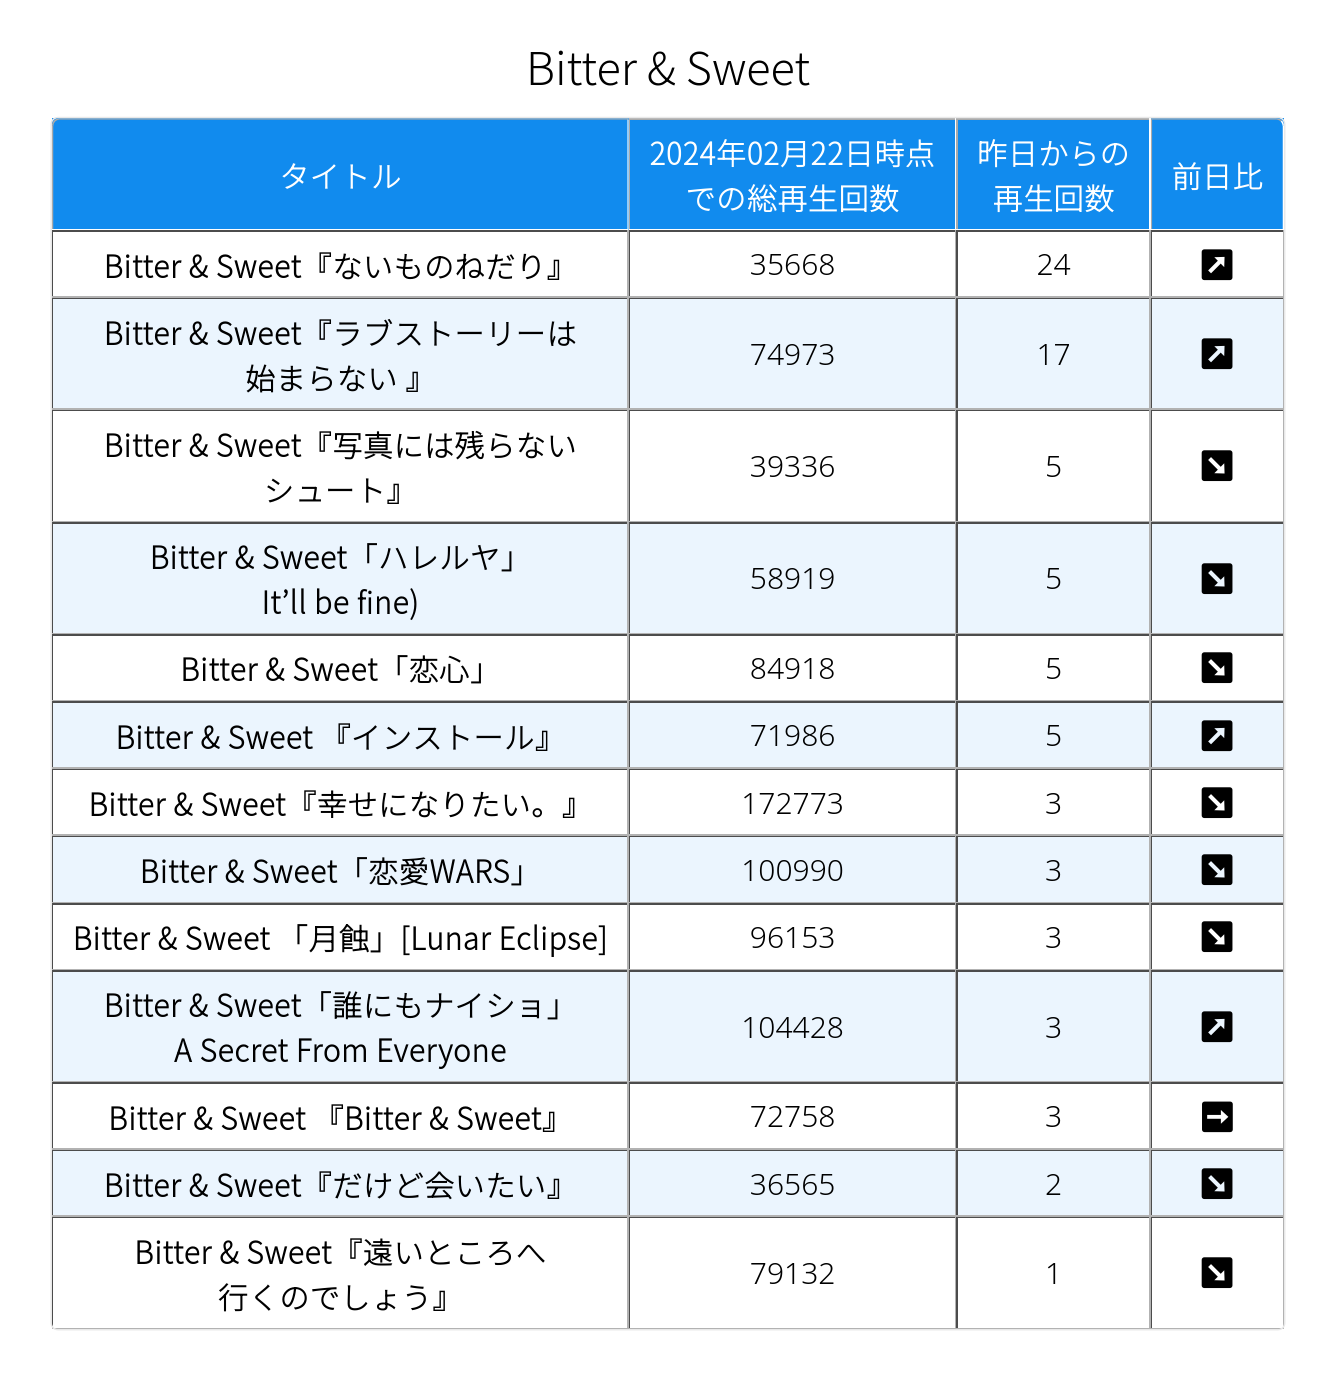 Bitter & Sweet
タイトル
2024年02月22日時点
での総再生回数
昨日からの
再生回数
前日比
Bitter & Sweet『ないものねだり』
35668
24
Bitter & Sweet『ラブストーリーは
始まらない 』
74973
17
Bitter & Sweet『写真には残らない
シュート』
39336
5
Bitter & Sweet「ハレルヤ」
It’ll be fine)
58919
5
Bitter & Sweet「恋心」
84918
5
Bitter & Sweet 『インストール』
71986
5
Bitter & Sweet『幸せになりたい。』
172773
3
Bitter & Sweet「恋愛WARS」
100990
3
Bitter & Sweet 「月蝕」[Lunar Eclipse]
96153
3
Bitter & Sweet「誰にもナイショ」
A Secret From Everyone
104428
3
Bitter & Sweet 『Bitter & Sweet』
72758
3
Bitter & Sweet『だけど会いたい』
36565
2
Bitter & Sweet『遠いところへ
行くのでしょう』
79132
1